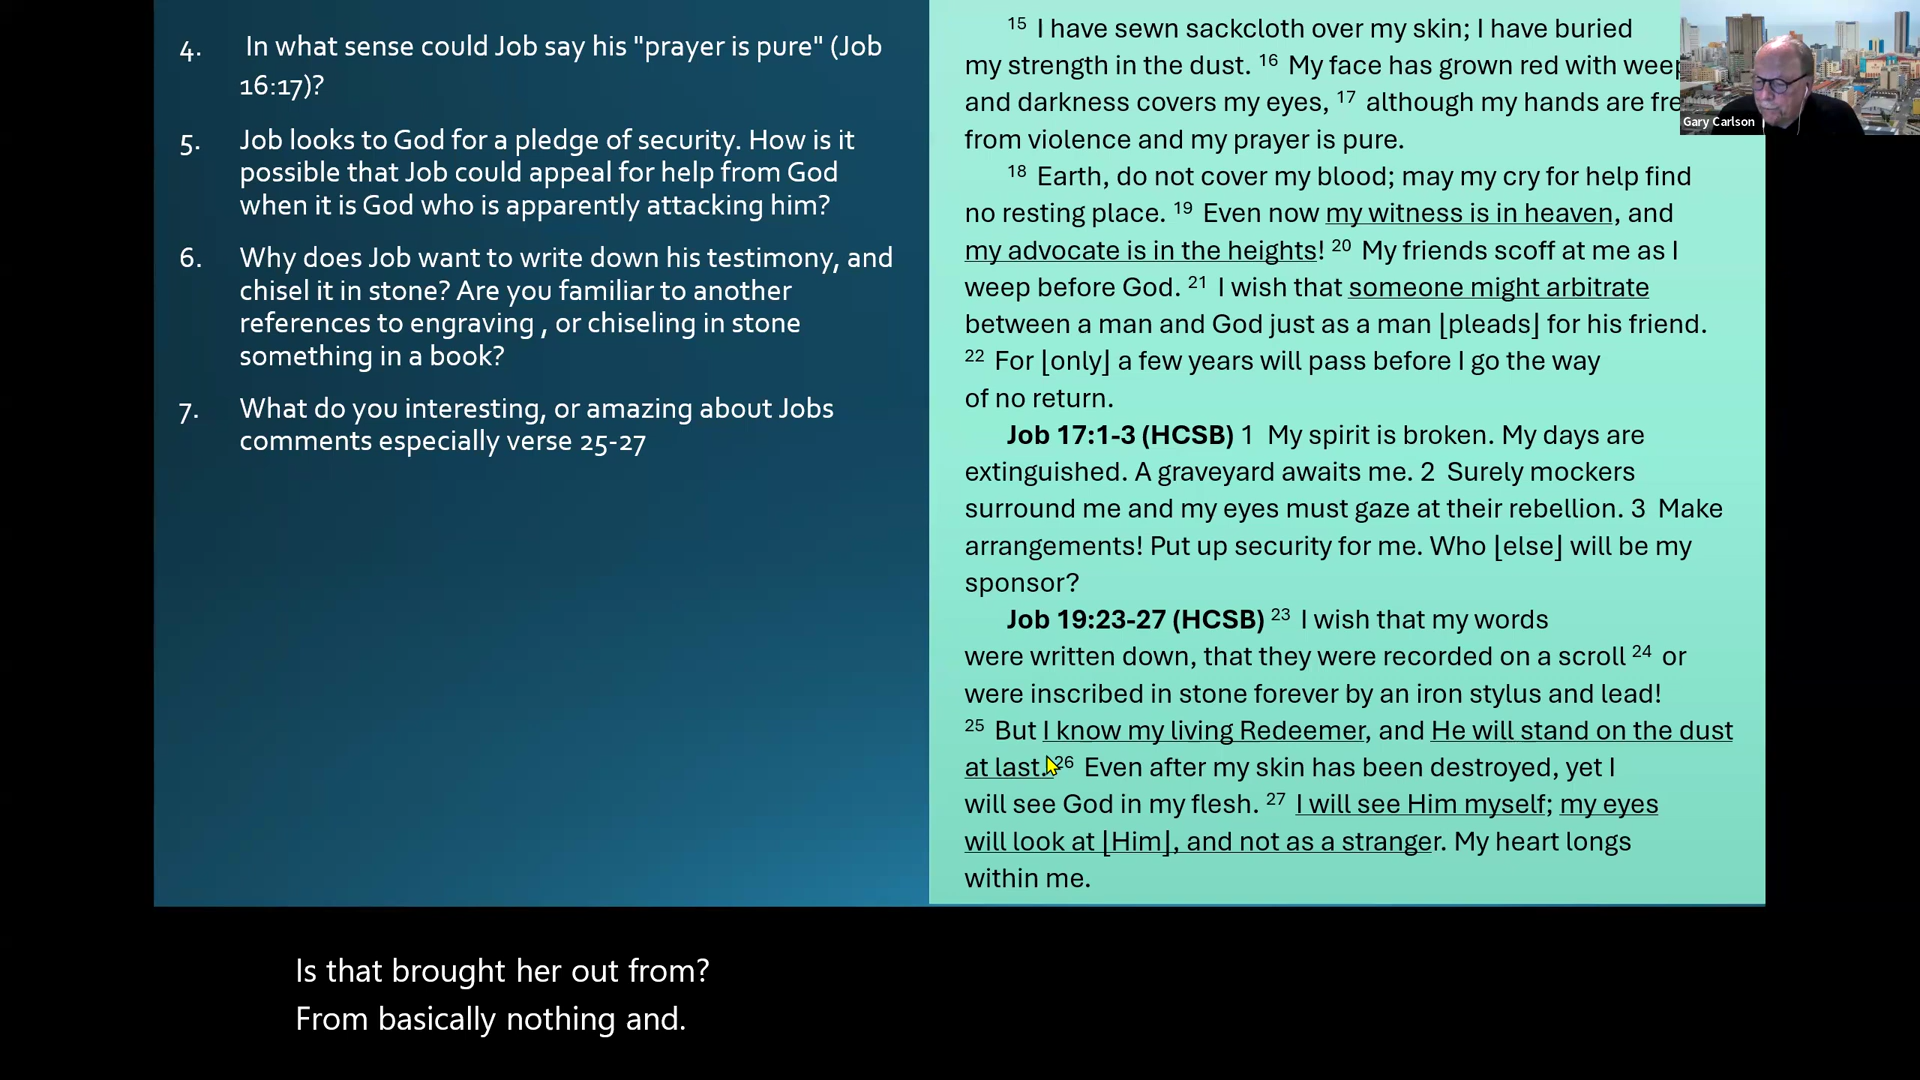 4. In what sense could Job say his "prayer is pure" (Job
16:17)?
5. Job looks to God for a pledge of security. How is it
possible that Job could appeal for help from God
when it is God who is apparently attacking him?
6. Why does Job want to write down his testimony, and
chisel it in stone? Are you familiar to another
references to engraving , or chiseling in stone
something in a book?
7. What do you interesting, or amazing about Jobs
comments especially verse 25-27
15 I have sewn sackcloth over my skin; I have buried
my strength in the dust. 16 My face has grown red with
and darkness covers my eyes, 17 although my hands are
from violence and my prayer is pure.
18 Earth, do not cover my blood; may my cry for help find
no resting place. 19 Even now my witness is in heaven, and
my advocate is in the heights! 20 My friends scoff at me as I
weep before God. 21 I wish that someone might arbitrate
between a man and God just as a man ⌊pleads⌋ for his friend.
22 For ⌊only⌋ a few years will pass before I go the way
of no return.
Job 17:1-3 (HCSB) 1 My spirit is broken. My days are
extinguished. A graveyard awaits me. 2 Surely mockers
surround me and my eyes must gaze at their rebellion. 3 Make
arrangements! Put up security for me. Who ⌊else⌋ will be my
sponsor?
Job 19:23-27 (HCSB) 23 I wish that my words
were written down, that they were recorded on a scroll 24 or
were inscribed in stone forever by an iron stylus and lead!
25 But I know my living Redeemer, and He will stand on the dust
at last. 26 Even after my skin has been destroyed, yet I
will see God in my flesh. 27 I will see Him myself; my eyes
will look at ⌊Him⌋, and not as a stranger. My heart longs
within me.
Gary Carlson
Is that brought her out from?
From basically nothing and.